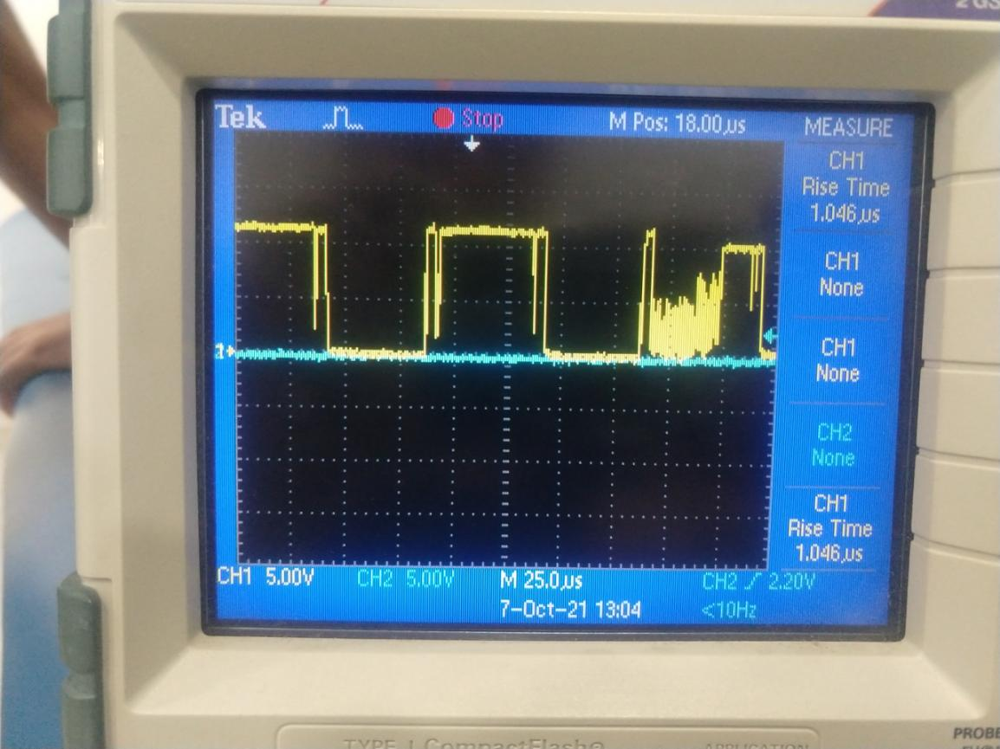 2 GS
Tek Stop M Pos: 18.00µs MEASURE
CH1
Rise Time
1.046µs
CH1
None
CH1
None
CH2
None
CH1
Rise Time
1.046µs
CH1 5.00V CH2 5.00V M 25.0µs CH2 2.20V
7-Oct-21 13:04 <10Hz
TYPE I CompactFlash® APPLICATION PROBE